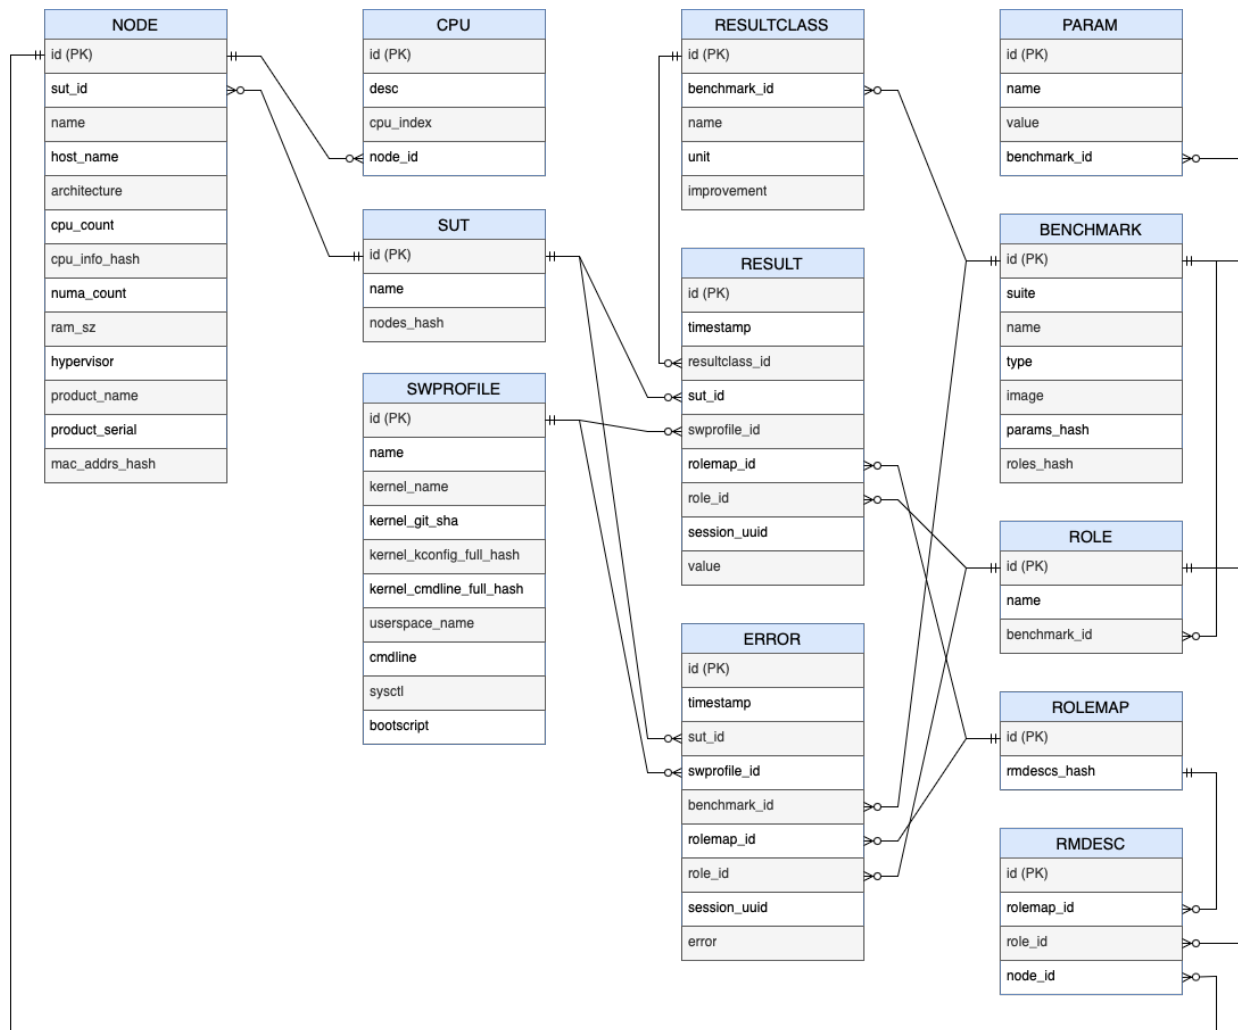 NODE
id (PK)
sut_id
name
host_name
architecture
cpu_count
cpu_info_hash
numa_count
ram_sz
hypervisor
product_name
product_serial
mac_addrs_hash
CPU
id (PK)
desc
cpu_index
node_id
SUT
id (PK)
name
nodes_hash
SWPROFILE
id (PK)
name
kernel_name
kernel_git_sha
kernel_kconfig_full_hash
kernel_cmdline_full_hash
userspace_name
cmdline
sysctl
bootscript
RESULTCLASS
id (PK)
benchmark_id
name
unit
improvement
RESULT
id (PK)
timestamp
resultclass_id
sut_id
swprofile_id
rolemap_id
role_id
session_uuid
value
ERROR
id (PK)
timestamp
sut_id
swprofile_id
benchmark_id
rolemap_id
role_id
session_uuid
error
PARAM
id (PK)
name
value
benchmark_id
BENCHMARK
id (PK)
suite
name
type
image
params_hash
roles_hash
ROLE
id (PK)
name
benchmark_id
ROLEMAP
id (PK)
rmdescs_hash
RMDESC
id (PK)
rolemap_id
role_id
node_id